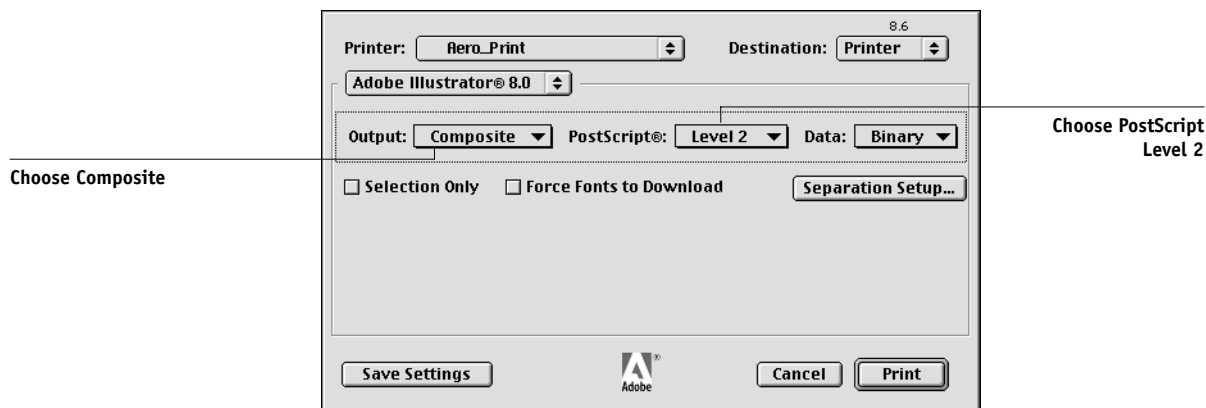 8.6
Printer: Aero_Print Destination: Printer
Adobe Illustrator® 8.0
Output: Composite PostScript®: Level 2 Data: Binary
Choose PostScript
Level 2
Choose Composite
Selection Only Force Fonts to Download Separation Setup...
Save Settings Adobe® Cancel Print